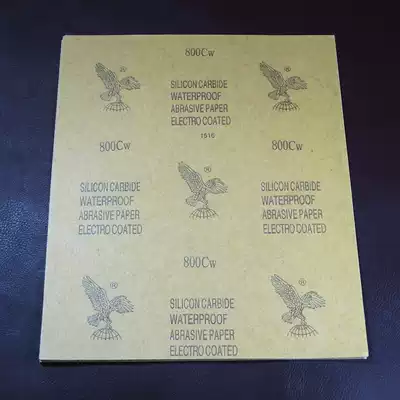 800Cw
®
®
SILICON CARBIDE
WATERPROOF
ABRASIVE PAPER
ELECTRO COATED
1510
800Cw
800Cw
®
SILICON CARBIDE
WATERPROOF
ABRASIVE PAPER
ELECTRO COATED
SILICON CARBIDE
WATERPROOF
ABRASIVE PAPER
ELECTRO COATED
800Cw
®
®
SILICON CARBIDE
WATERPROOF
ABRASIVE PAPER
ELECTRO COATED